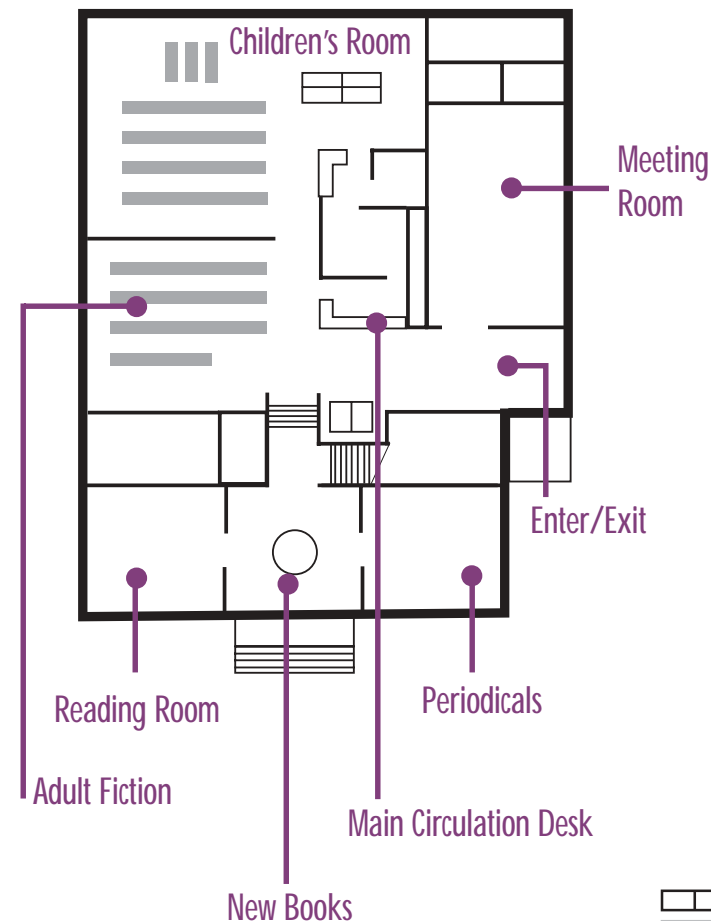 Children's Room
Meeting
Room
Enter/Exit
Reading Room
Periodicals
Adult Fiction
Main Circulation Desk
New Books